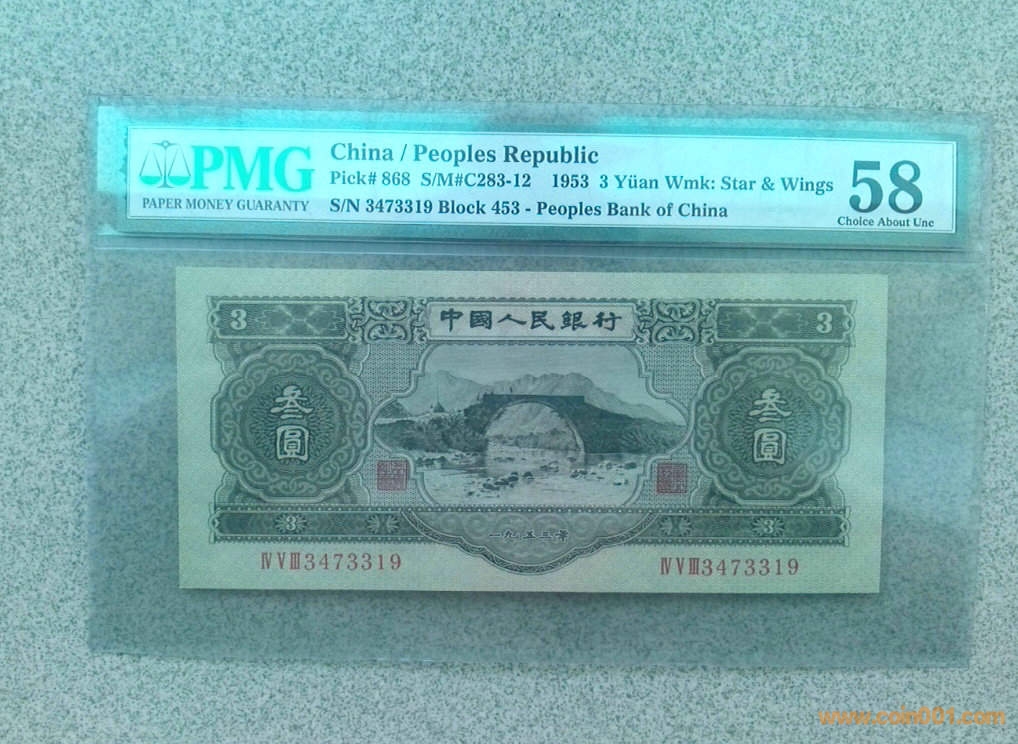 PMG
PAPER MONEY GUARANTY
China / Peoples Republic
Pick# 868 S/M#C283-12 1953 3 Yüan Wmk: Star & Wings
S/N 3473319 Block 453 - Peoples Bank of China
58
Choice About Unc
3
中國人民銀行
3
叁圓
叁圓
3
一九五三年
3
ⅣⅤⅢ3473319
ⅣⅤⅢ3473319
www.coin001.com